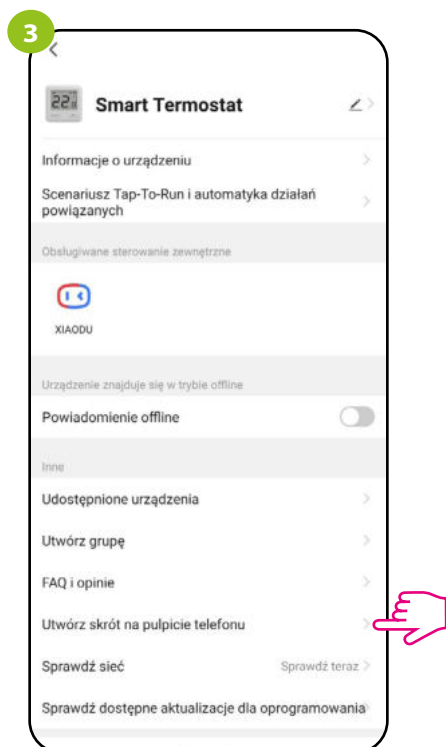 3
22
Smart Termostat
Informacje o urządzeniu
Scenariusz Tap-To-Run i automatyka działań
powiązanych
Obsługiwane sterowanie zewnętrzne
XIAODU
Urządzenie znajduje się w trybie offline
Powiadomienie offline
Inne
Udostępnione urządzenia
Utwórz grupę
FAQ i opinie
Utwórz skrót na pulpicie telefonu
Sprawdź sieć Sprawdź teraz
Sprawdź dostępne aktualizacje dla oprogramowania